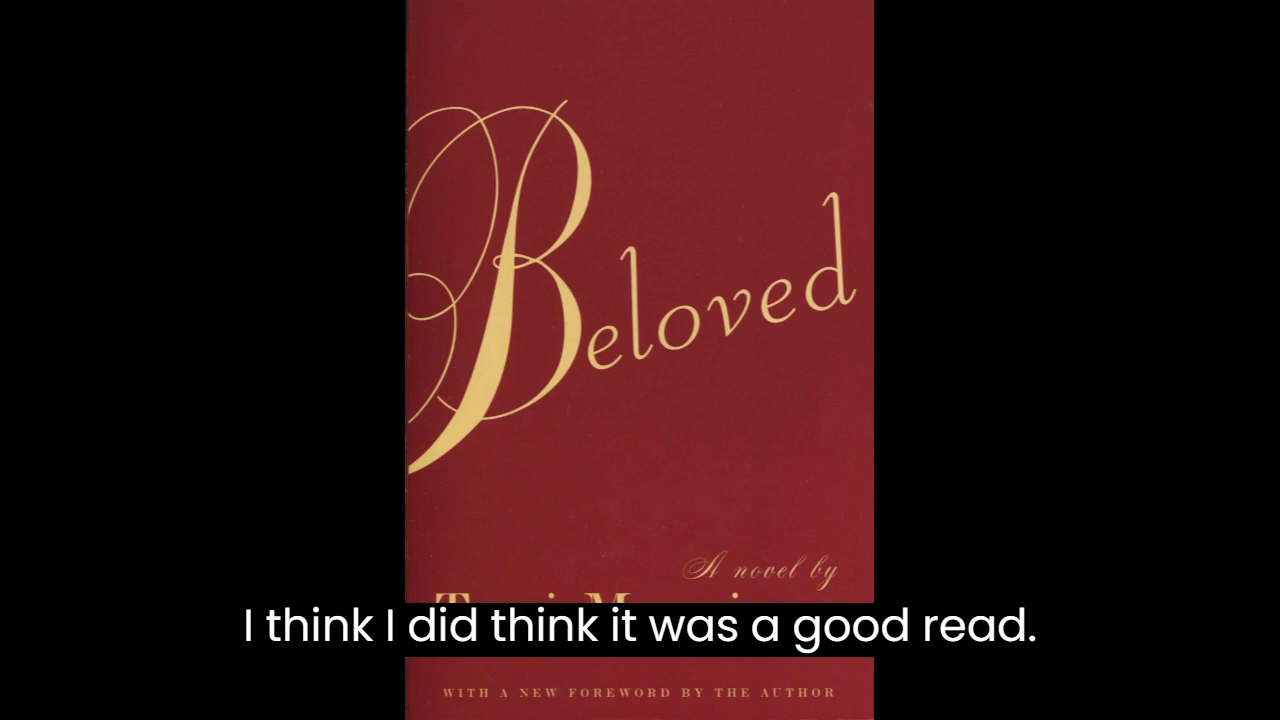 Beloved
A novel by
I think I did think it was a good read.
WITH A NEW FOREWORD BY THE AUTHOR